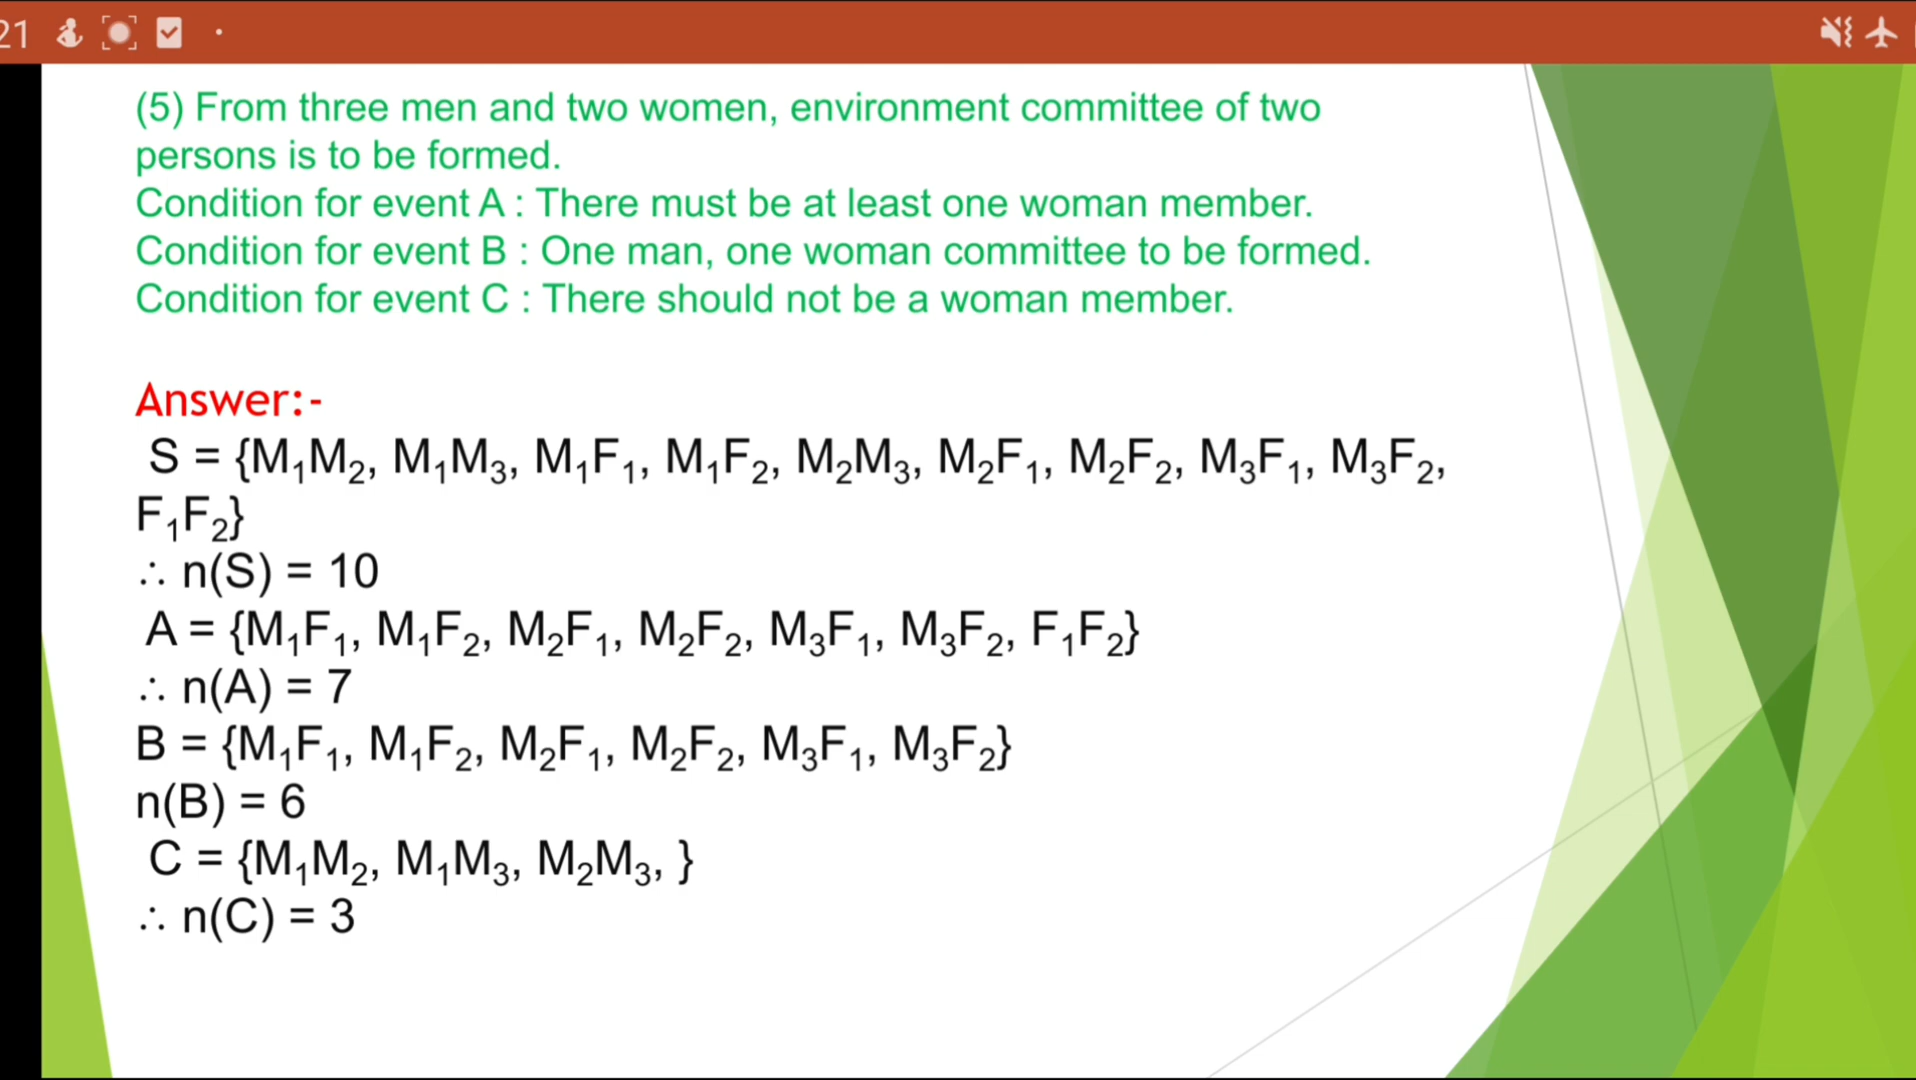 21
(5) From three men and two women, environment committee of two
persons is to be formed.
Condition for event A : There must be at least one woman member.
Condition for event B : One man, one woman committee to be formed.
Condition for event C : There should not be a woman member.
Answer:-
S = {M₁M₂, M₁M₃, M₁F₁, M₁F₂, M₂M₃, M₂F₁, M₂F₂, M₃F₁, M₃F₂,
F₁F₂}
∴ n(S) = 10
A = {M₁F₁, M₁F₂, M₂F₁, M₂F₂, M₃F₁, M₃F₂, F₁F₂}
∴ n(A) = 7
B = {M₁F₁, M₁F₂, M₂F₁, M₂F₂, M₃F₁, M₃F₂}
n(B) = 6
C = {M₁M₂, M₁M₃, M₂M₃, }
∴ n(C) = 3